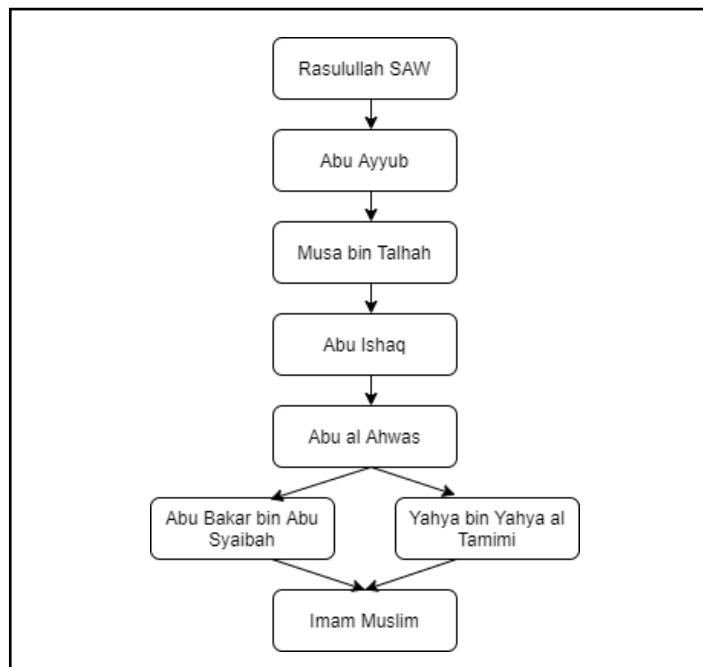 Rasulullah SAW
Abu Ayyub
Musa bin Talhah
Abu Ishaq
Abu al Ahwas
Abu Bakar bin Abu
Syaibah
Yahya bin Yahya al
Tamimi
Imam Muslim